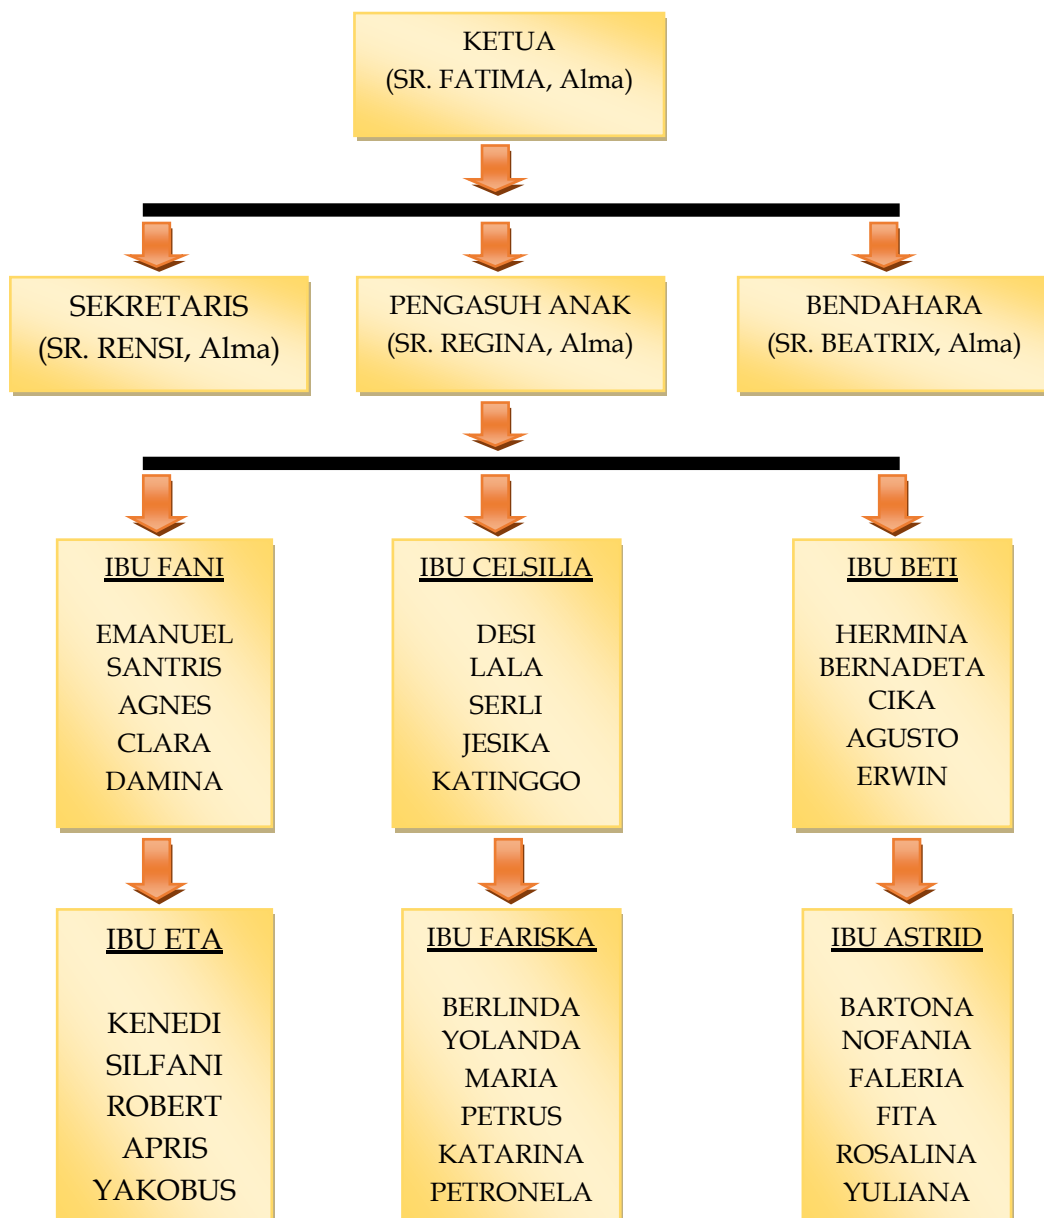 KETUA
(SR. FATIMA, Alma)
SEKRETARIS
(SR. RENSI, Alma)
PENGASUH ANAK
(SR. REGINA, Alma)
BENDAHARA
(SR. BEATRIX, Alma)
IBU FANI
EMANUEL
SANTRIS
AGNES
CLARA
DAMINA
IBU CELSILIA
DESI
LALA
SERLI
JESIKA
KATINGGO
IBU BETI
HERMINA
BERNADETA
CIKA
AGUSTO
ERWIN
IBU ETA
KENEDI
SILFANI
ROBERT
APRIS
YAKOBUS
IBU FARISKA
BERLINDA
YOLANDA
MARIA
PETRUS
KATARINA
PETRONELA
IBU ASTRID
BARTONA
NOFANIA
FALERIA
FITA
ROSALINA
YULIANA